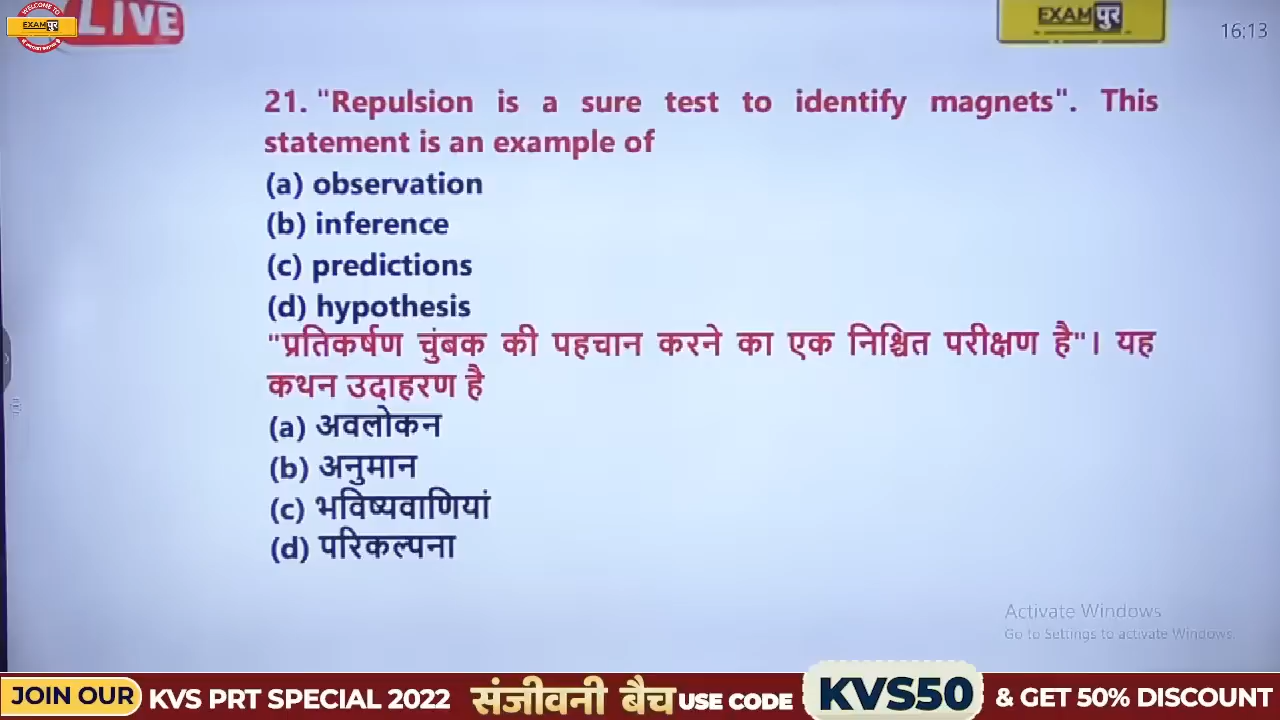 WELCOME TO
EXAMपुर
LIVE
EXAMपुर
16:13
21. "Repulsion is a sure test to identify magnets". This
statement is an example of
(a) observation
(b) inference
(c) predictions
(d) hypothesis
"प्रतिकर्षण चुंबक की पहचान करने का एक निश्चित परीक्षण है"। यह
कथन उदाहरण है
(a) अवलोकन
(b) अनुमान
(c) भविष्यवाणियां
(d) परिकल्पना
Activate Windows
Go to Settings to activate Windows.
JOIN OUR KVS PRT SPECIAL 2022 संजीवनी बैच USE CODE KVS50 & GET 50% DISCOUNT